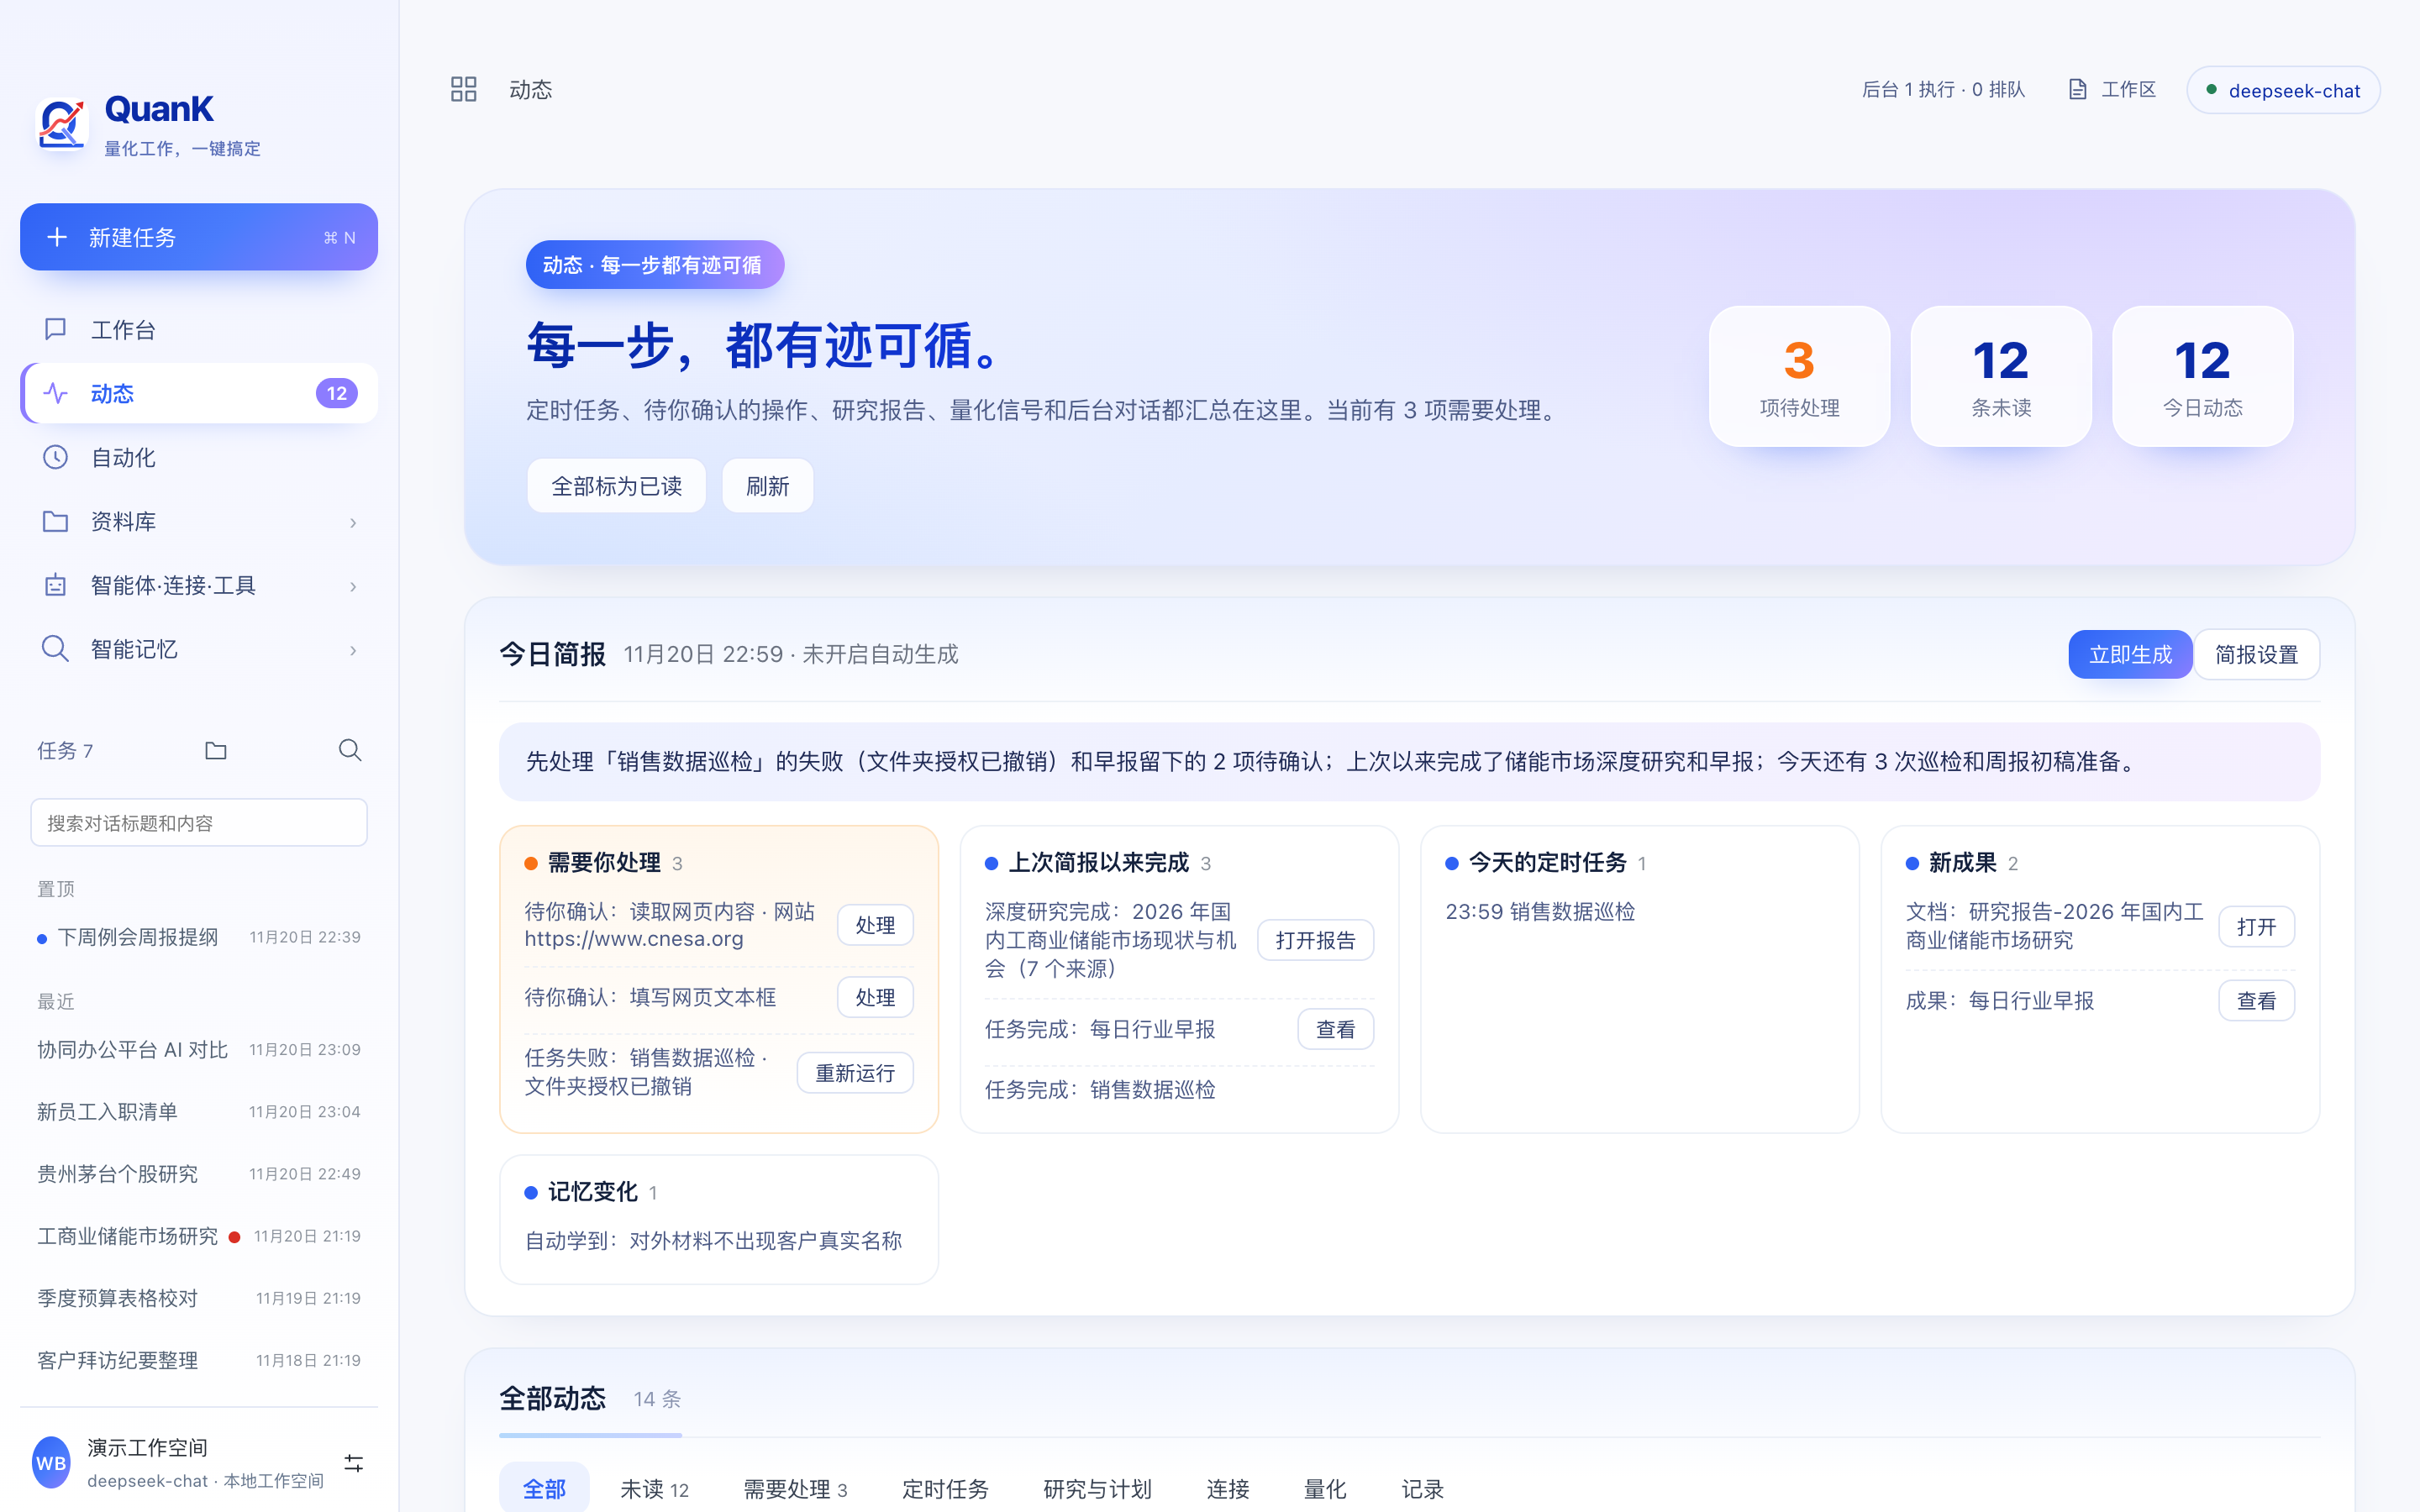 QuanK
量化工作，一键搞定
新建任务 ⌘ N
工作台
动态 12
自动化
资料库
智能体·连接·工具
智能记忆
任务 7
搜索对话标题和内容
置顶
下周例会周报提纲 11月20日 22:39
最近
协同办公平台 AI 对比 11月20日 23:09
新员工入职清单 11月20日 23:04
贵州茅台个股研究 11月20日 22:49
工商业储能市场研究 11月20日 21:19
季度预算表格校对 11月19日 21:19
客户拜访纪要整理 11月18日 21:19
WB
演示工作空间
deepseek-chat · 本地工作空间
动态
后台 1 执行 · 0 排队
工作区
deepseek-chat
动态 · 每一步都有迹可循
每一步，都有迹可循。
定时任务、待你确认的操作、研究报告、量化信号和后台对话都汇总在这里。当前有 3 项需要处理。
全部标为已读
刷新
3
项待处理
12
条未读
12
今日动态
今日简报 11月20日 22:59 · 未开启自动生成
立即生成
简报设置
先处理「销售数据巡检」的失败（文件夹授权已撤销）和早报留下的 2 项待确认；上次以来完成了储能市场深度研究和早报；今天还有 3 次巡检和周报初稿准备。
需要你处理 3
待你确认：读取网页内容 · 网站
https://www.cnesa.org
处理
待你确认：填写网页文本框
处理
任务失败：销售数据巡检 ·
文件夹授权已撤销
重新运行
上次简报以来完成 3
深度研究完成：2026 年国
内工商业储能市场现状与机
会（7 个来源）
打开报告
任务完成：每日行业早报
查看
任务完成：销售数据巡检
今天的定时任务 1
23:59 销售数据巡检
新成果 2
文档：研究报告-2026 年国内工
商业储能市场研究
打开
成果：每日行业早报
查看
记忆变化 1
自动学到：对外材料不出现客户真实名称
全部动态 14 条
全部
未读 12
需要处理 3
定时任务
研究与计划
连接
量化
记录